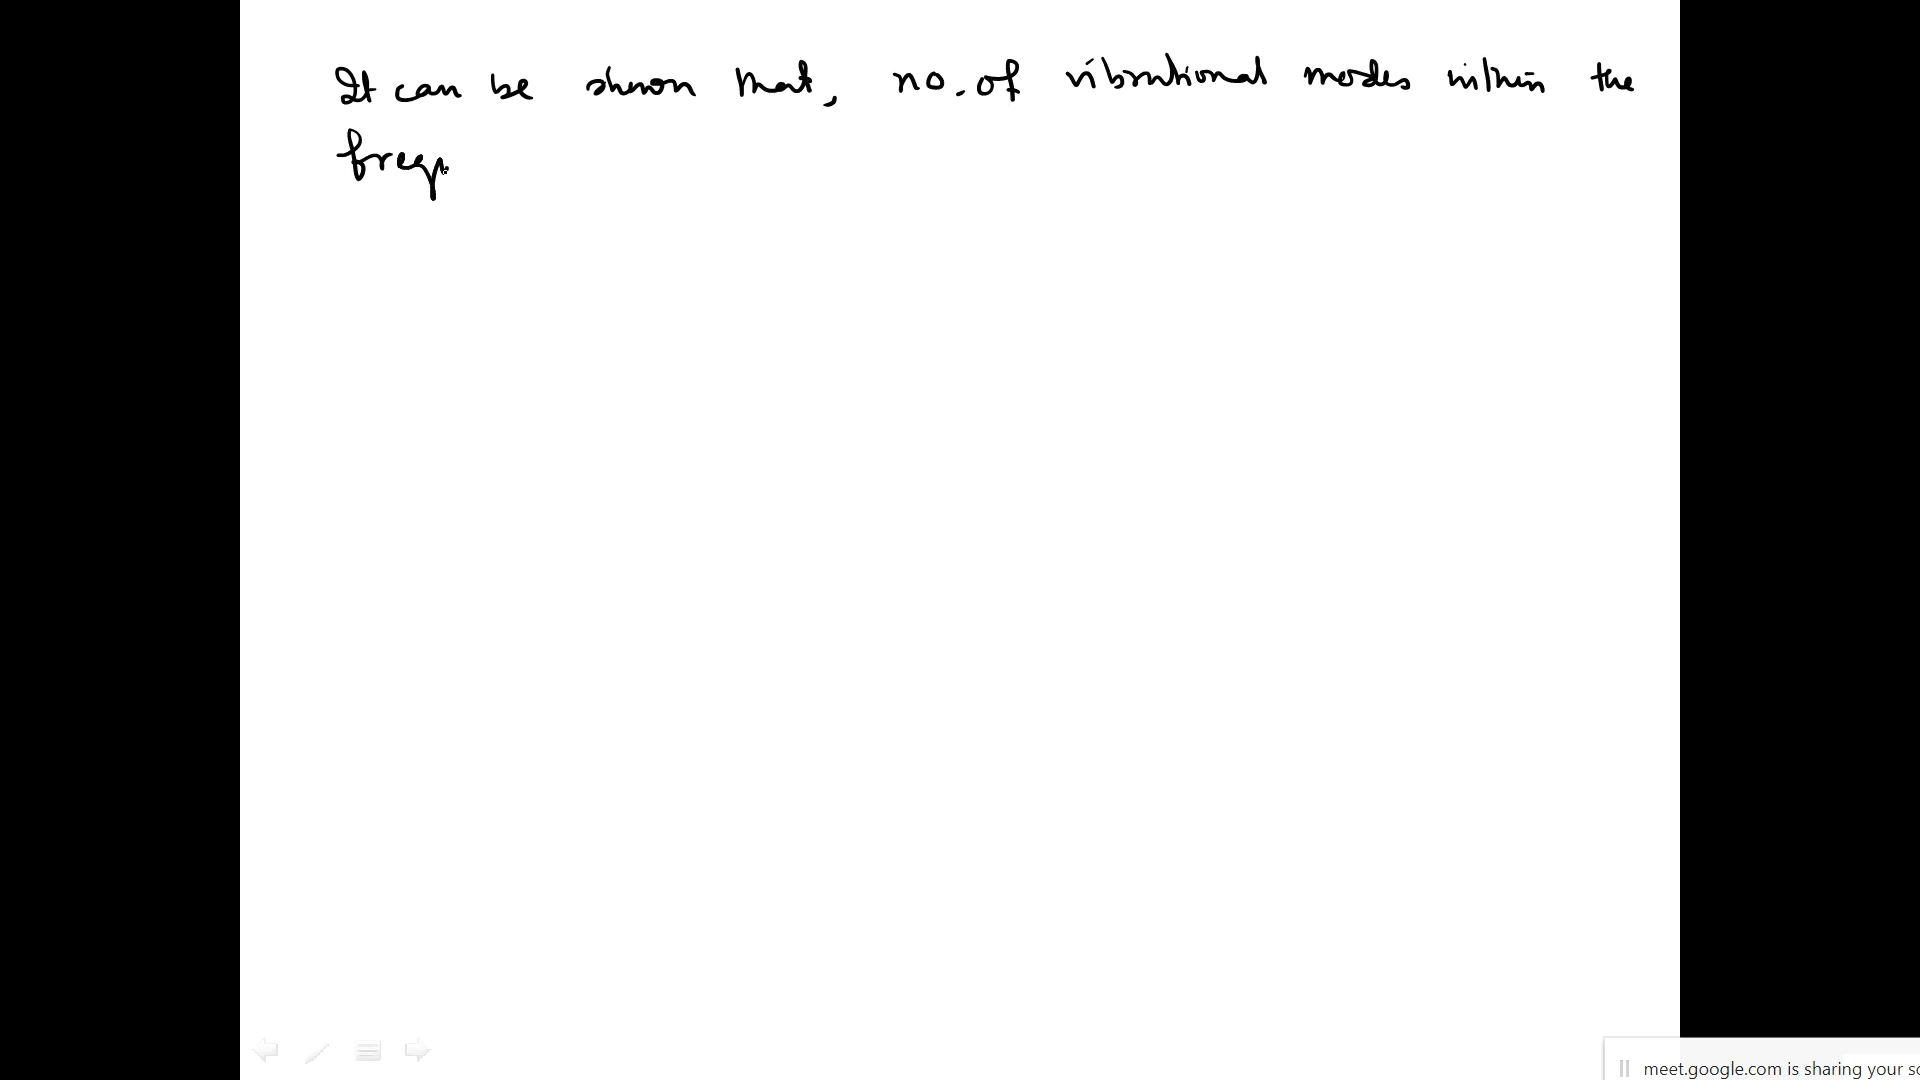 It can be shown that, no. of vibrational modes within the
freq
meet.google.com is sharing your sc